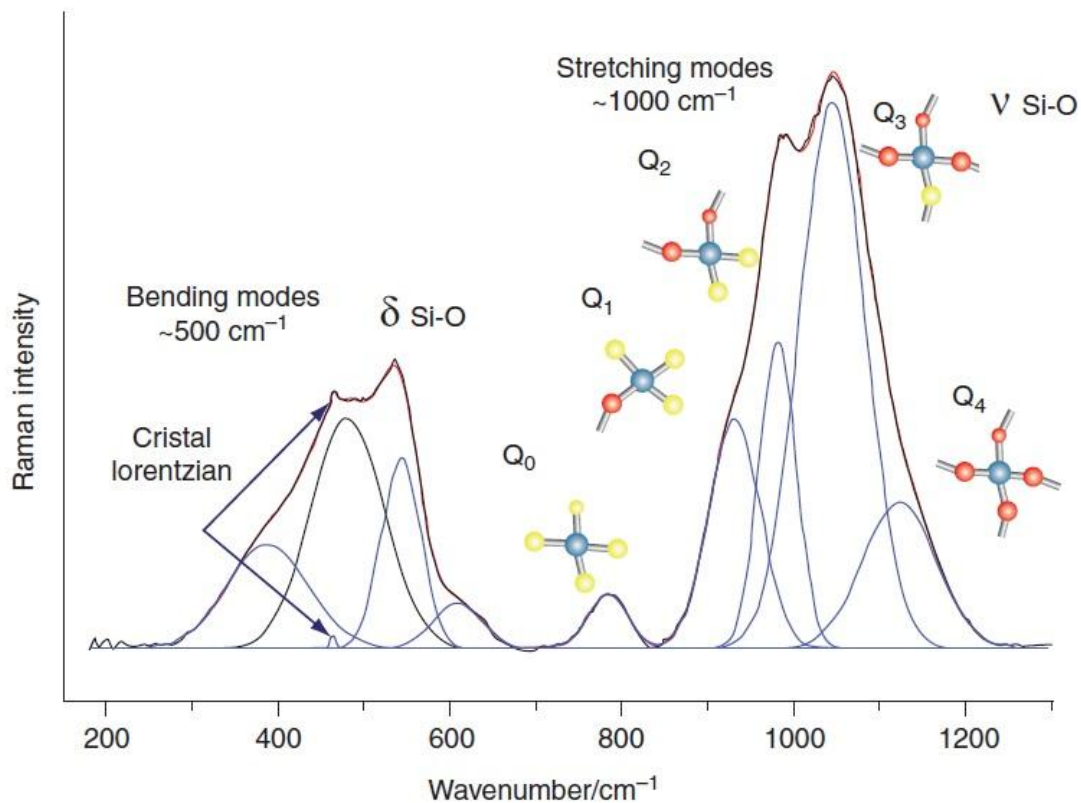 Stretching modes
~1000 cm⁻¹
Q₃
ν Si-O
Q₂
Bending modes
~500 cm⁻¹
δ Si-O
Q₁
Q₄
Cristal
lorentzian
Q₀
Raman intensity
200 400 600 800 1000 1200
Wavenumber/cm⁻¹